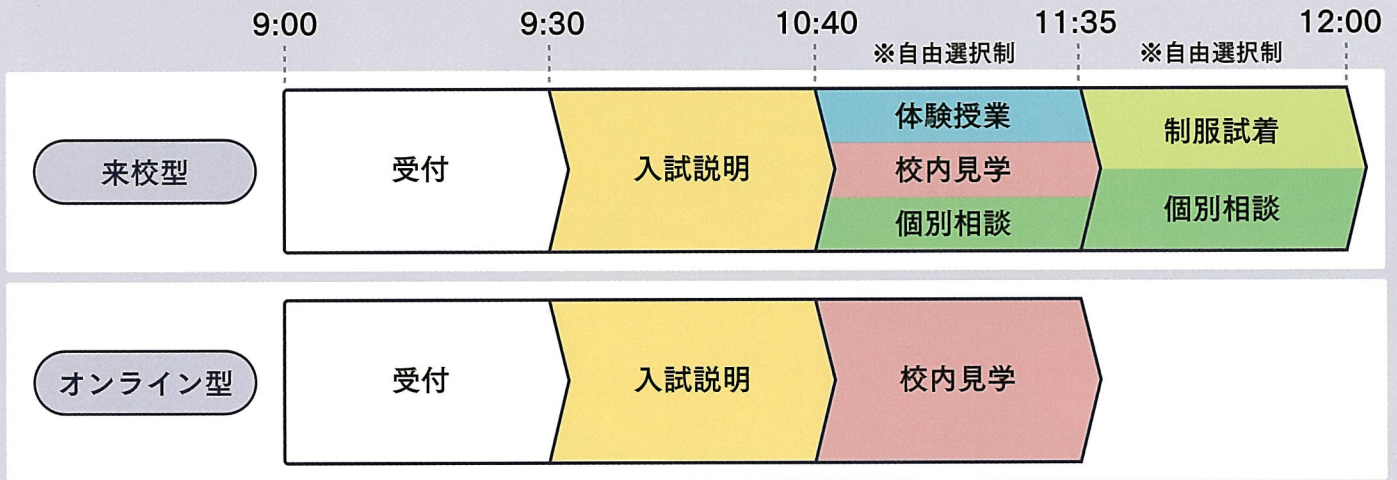 9:00 9:30 10:40 11:35 12:00
※自由選択制 ※自由選択制
来校型
受付
入試説明
体験授業
校内見学
個別相談
制服試着
個別相談
オンライン型
受付
入試説明
校内見学